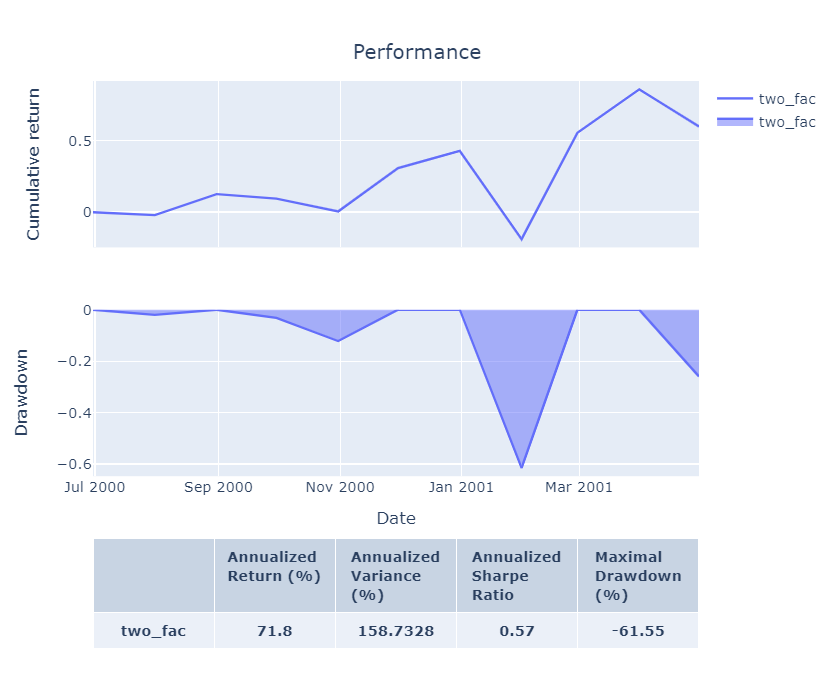 Performance
Cumulative return
0.5
0
two_fac
two_fac
Drawdown
0
−0.2
−0.4
−0.6
Jul 2000 Sep 2000 Nov 2000 Jan 2001 Mar 2001
Date
Annualized Return (%) Annualized Variance (%) Annualized Sharpe Ratio Maximal Drawdown (%)
two_fac 71.8 158.7328 0.57 -61.55